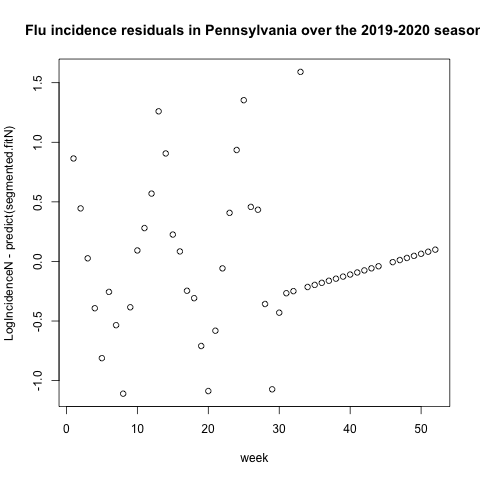 Flu incidence residuals in Pennsylvania over the 2019-2020 season
LogIncidenceN - predict(segmented.fitN)
1.5
1.0
0.5
0.0
-0.5
-1.0
0 10 20 30 40 50
week